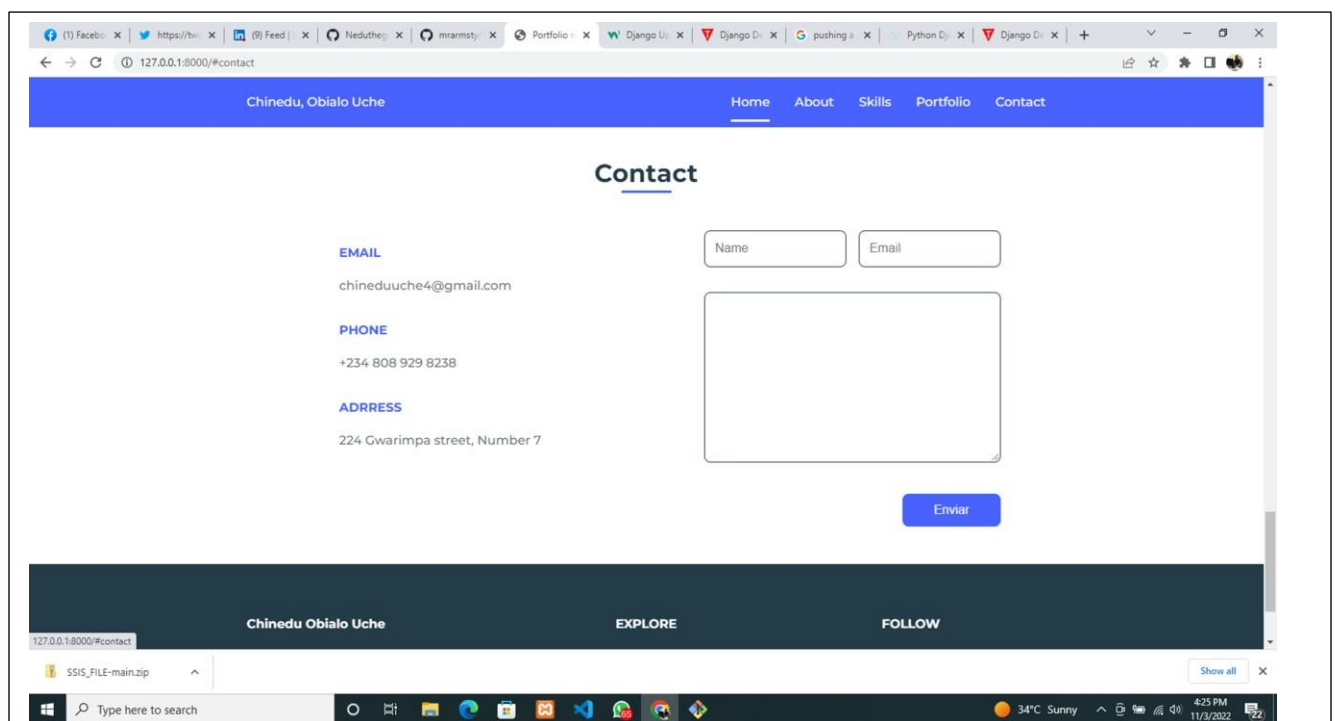 (1) Facebo
https://tw
(9) Feed | L
Neduthegr
mrarmsty/
Portfolio r
Django Up
Django De
pushing a
Python Dj
Django De
127.0.0.1:8000/#contact
Chinedu, Obialo Uche
Home About Skills Portfolio Contact
Contact
Name Email
EMAIL
chineduuche4@gmail.com
PHONE
+234 808 929 8238
ADRRESS
224 Gwarimpa street, Number 7
Enviar
Chinedu Obialo Uche EXPLORE FOLLOW
127.0.0.1:8000/#contact
SSIS_FILE-main.zip
Show all
Type here to search
34°C Sunny
4:25 PM
11/3/2022
22